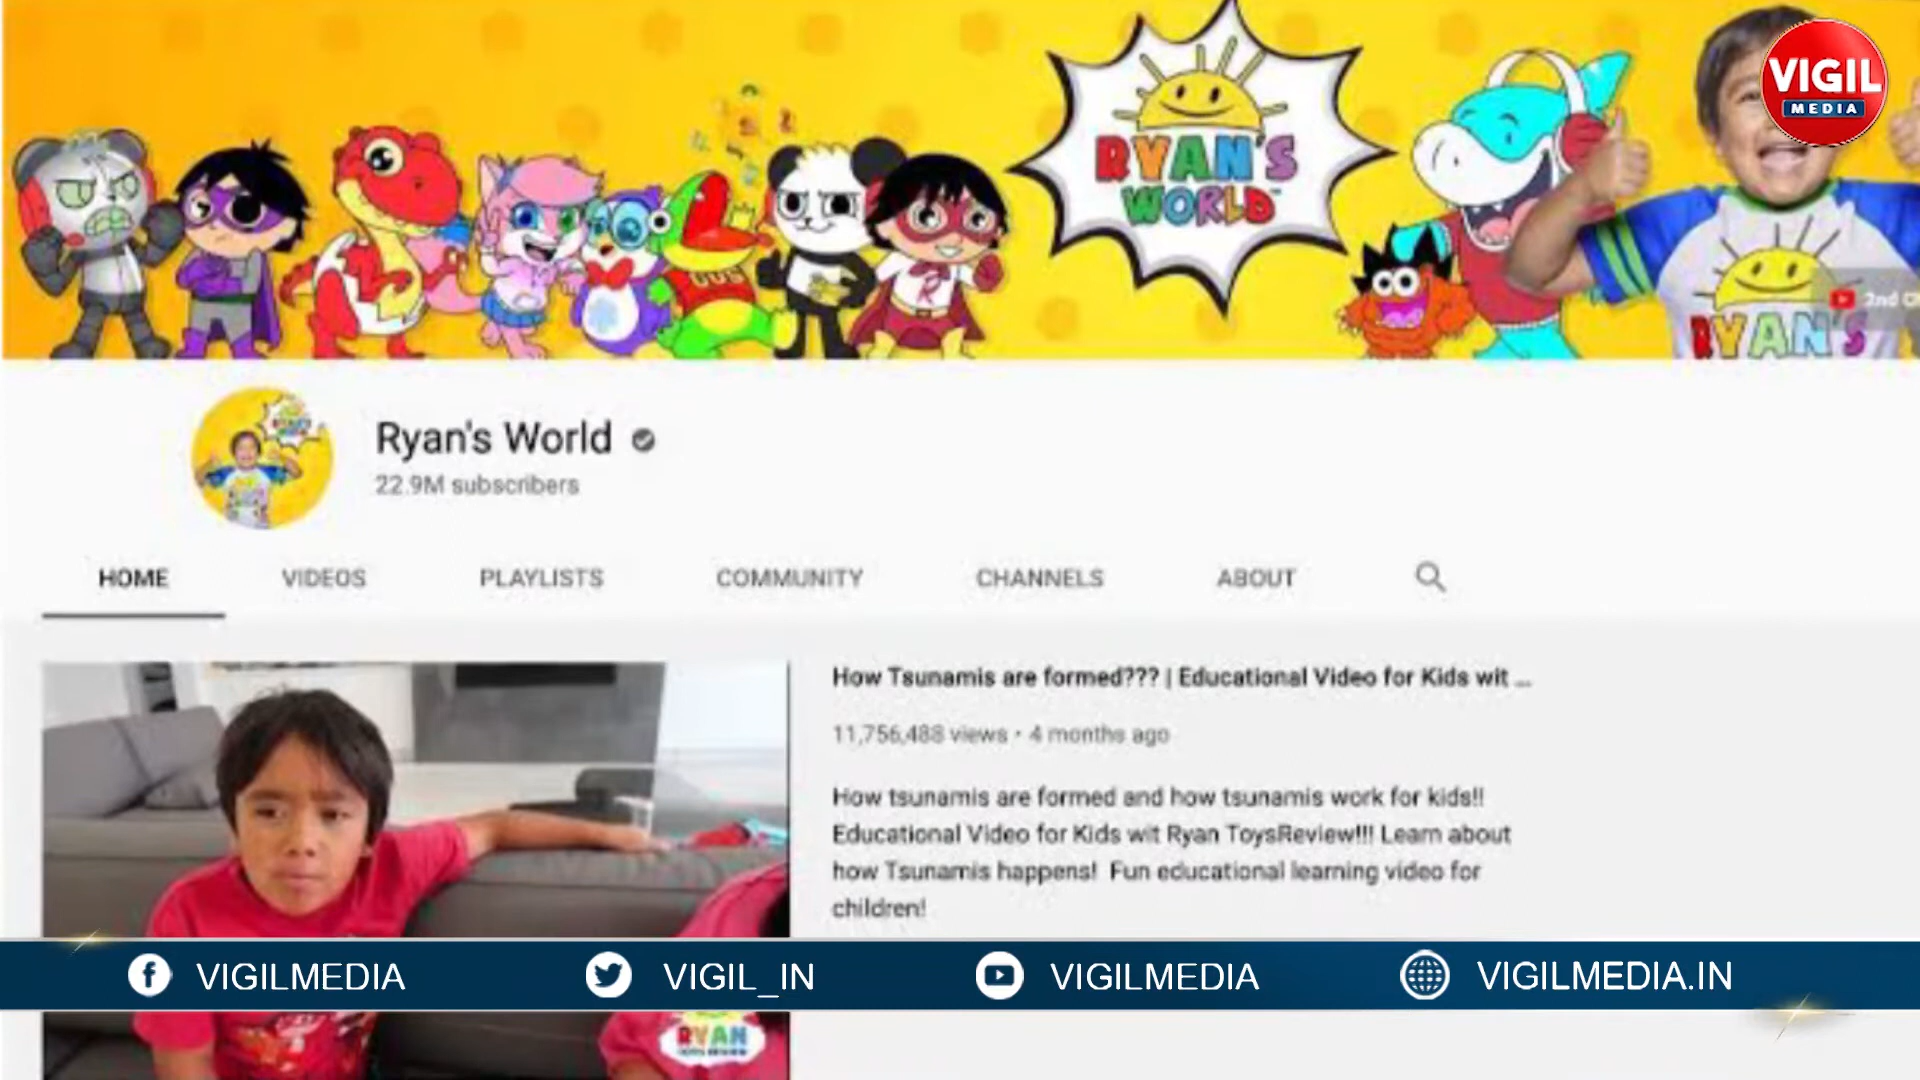 VIGIL
MEDIA
RYAN'S
WORLD
2nd
RYAN'S
Ryan's World
22.9M subscribers
HOME VIDEOS PLAYLISTS COMMUNITY CHANNELS ABOUT
How Tsunamis are formed??? | Educational Video for Kids wit ...
11,756,488 views • 4 months ago
How tsunamis are formed and how tsunamis work for kids!!
Educational Video for Kids wit Ryan ToysReview!!! Learn about
how Tsunamis happens! Fun educational learning video for
children!
VIGILMEDIA VIGIL_IN VIGILMEDIA VIGILMEDIA.IN
RYAN